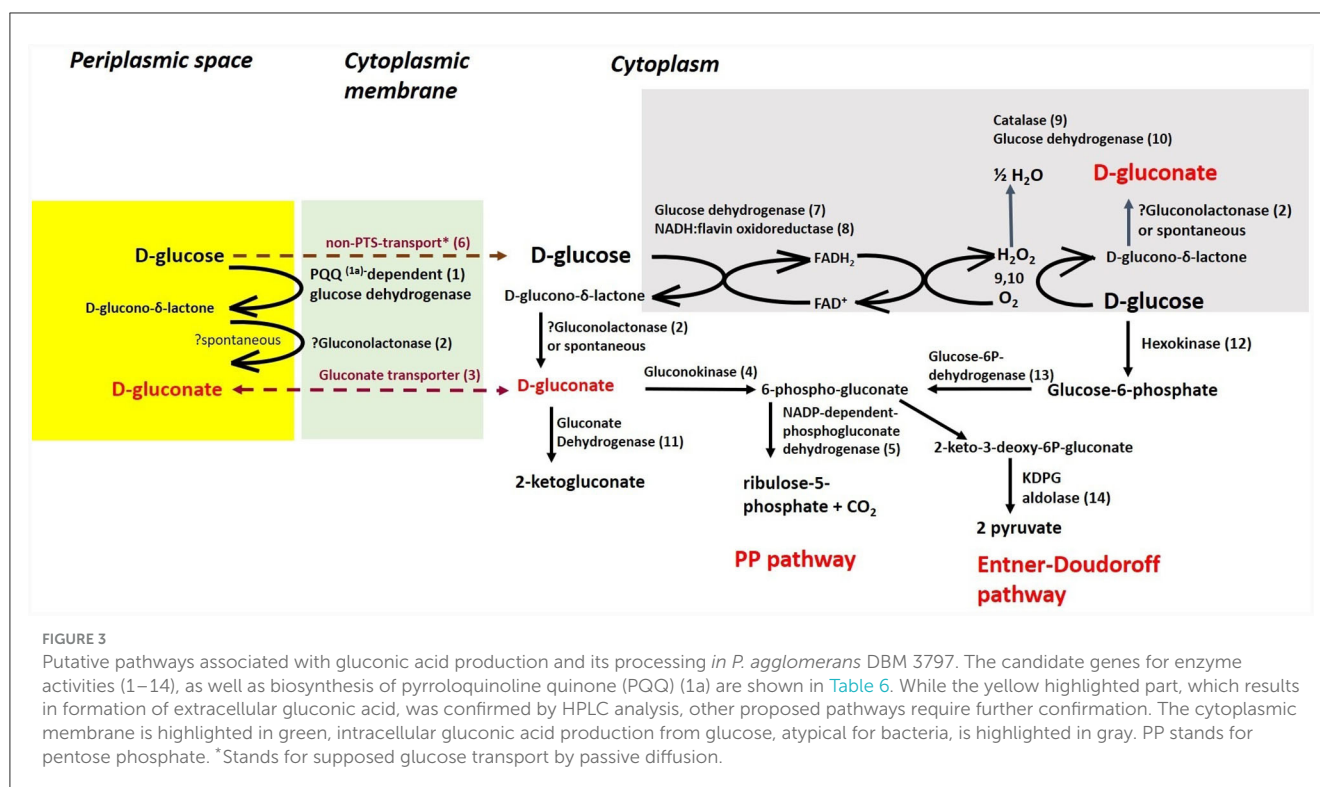 Periplasmic space
Cytoplasmic
membrane
Cytoplasm
Catalase (9)
Glucose dehydrogenase (10)
½ H₂O
D-gluconate
Glucose dehydrogenase (7)
NADH:flavin oxidoreductase (8)
?Gluconolactonase (2)
or spontaneous
D-glucose
non-PTS-transport* (6)
D-glucose
FADH₂
H₂O₂
D-glucono-δ-lactone
PQQ (1a)-dependent (1)
glucose dehydrogenase
9,10
D-glucono-δ-lactone
D-glucono-δ-lactone
FAD⁺
O₂
D-glucose
?spontaneous
?Gluconolactonase (2)
?Gluconolactonase (2)
or spontaneous
Hexokinase (12)
D-gluconate
Gluconate transporter (3)
D-gluconate
Gluconokinase (4)
6-phospho-gluconate
Glucose-6P-
dehydrogenase (13)
Glucose-6-phosphate
Gluconate
Dehydrogenase (11)
NADP-dependent-
phosphogluconate
dehydrogenase (5)
2-keto-3-deoxy-6P-gluconate
2-ketogluconate
ribulose-5-
phosphate + CO₂
KDPG
aldolase (14)
2 pyruvate
PP pathway
Entner-Doudoroff
pathway
FIGURE 3
Putative pathways associated with gluconic acid production and its processing in P. agglomerans DBM 3797. The candidate genes for enzyme
activities (1–14), as well as biosynthesis of pyrroloquinoline quinone (PQQ) (1a) are shown in Table 6. While the yellow highlighted part, which results
in formation of extracellular gluconic acid, was confirmed by HPLC analysis, other proposed pathways require further confirmation. The cytoplasmic
membrane is highlighted in green, intracellular gluconic acid production from glucose, atypical for bacteria, is highlighted in gray. PP stands for
pentose phosphate. *Stands for supposed glucose transport by passive diffusion.